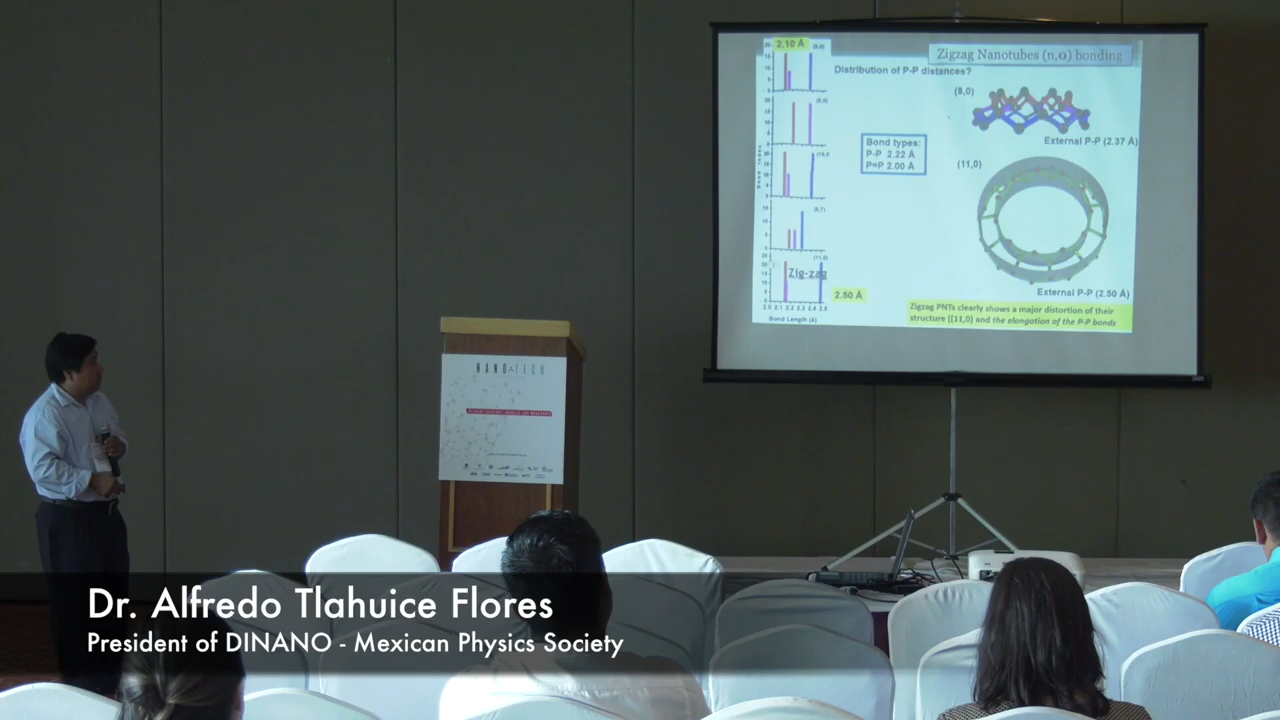 2.10 Å
Zigzag Nanotubes (n,0) bonding
Distribution of P-P distances?
(8,0)
External P-P (2.37 Å)
Bond types:
P-P 2.22 Å
P=P 2.00 Å
(11,0)
External P-P (2.50 Å)
Zig-zag
2.50 Å
Bond Length (Å)
Zigzag PNTs clearly shows a major distortion of their
structure ((11,0) and the elongation of the P-P bonds
NANOTECH
Dr. Alfredo Tlahuice Flores
President of DINANO - Mexican Physics Society